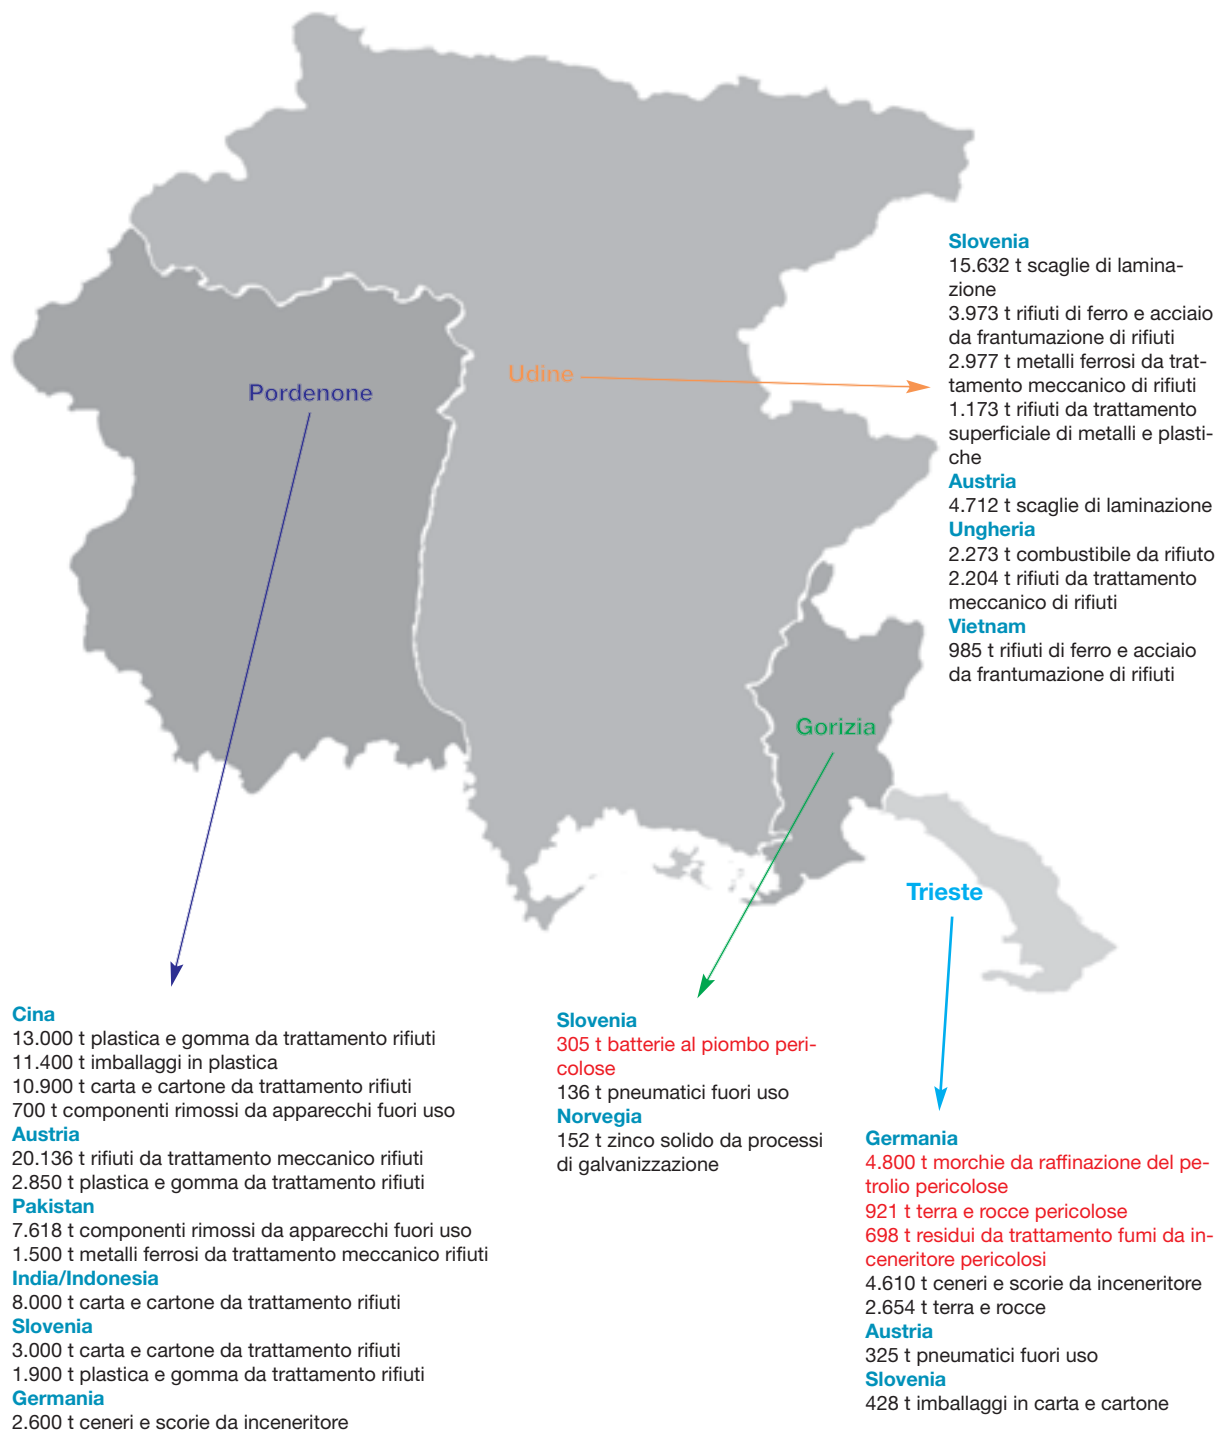 Pordenone
Udine
Gorizia
Trieste
Slovenia
15.632 t scaglie di lamina-
zione
3.973 t rifiuti di ferro e acciaio
da frantumazione di rifiuti
2.977 t metalli ferrosi da trat-
tamento meccanico di rifiuti
1.173 t rifiuti da trattamento
superficiale di metalli e plasti-
che
Austria
4.712 t scaglie di laminazione
Ungheria
2.273 t combustibile da rifiuto
2.204 t rifiuti da trattamento
meccanico di rifiuti
Vietnam
985 t rifiuti di ferro e acciaio
da frantumazione di rifiuti
Cina
13.000 t plastica e gomma da trattamento rifiuti
11.400 t imballaggi in plastica
10.900 t carta e cartone da trattamento rifiuti
700 t componenti rimossi da apparecchi fuori uso
Austria
20.136 t rifiuti da trattamento meccanico rifiuti
2.850 t plastica e gomma da trattamento rifiuti
Pakistan
7.618 t componenti rimossi da apparecchi fuori uso
1.500 t metalli ferrosi da trattamento meccanico rifiuti
India/Indonesia
8.000 t carta e cartone da trattamento rifiuti
Slovenia
3.000 t carta e cartone da trattamento rifiuti
1.900 t plastica e gomma da trattamento rifiuti
Germania
2.600 t ceneri e scorie da inceneritore
Slovenia
305 t batterie al piombo peri-
colose
136 t pneumatici fuori uso
Norvegia
152 t zinco solido da processi
di galvanizzazione
Germania
4.800 t morchie da raffinazione del pe-
trolio pericolose
921 t terra e rocce pericolose
698 t residui da trattamento fumi da in-
ceneritore pericolosi
4.610 t ceneri e scorie da inceneritore
2.654 t terra e rocce
Austria
325 t pneumatici fuori uso
Slovenia
428 t imballaggi in carta e cartone